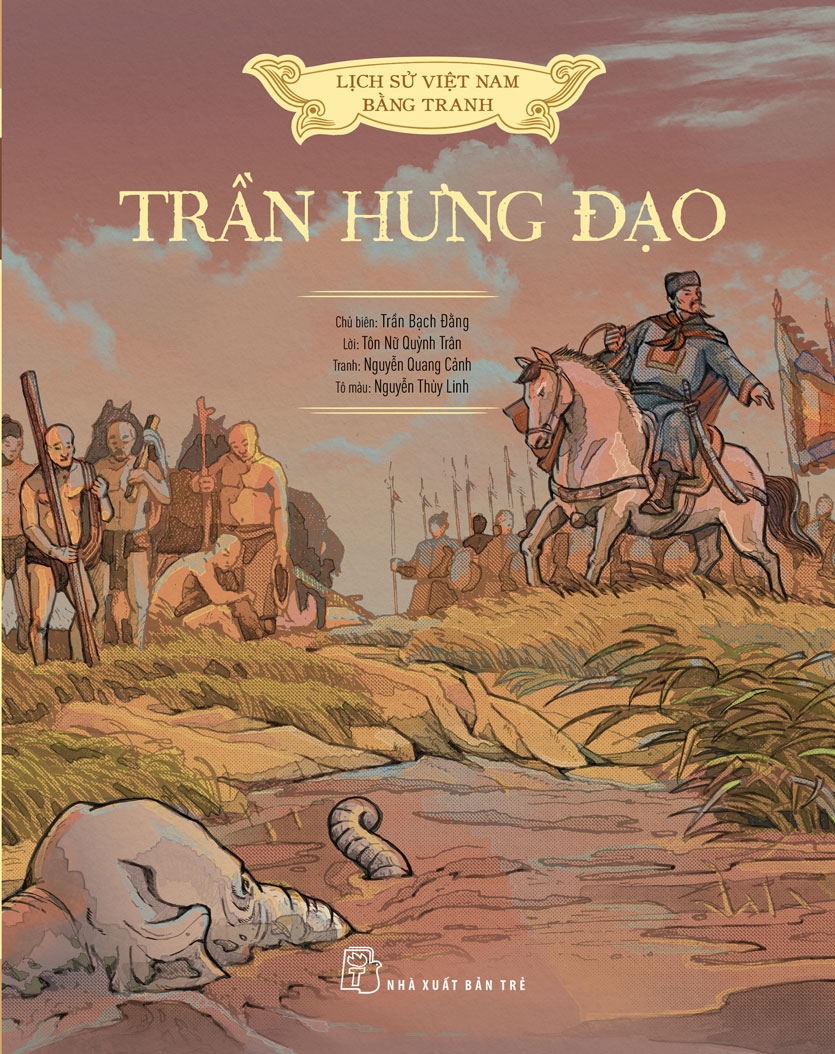 LỊCH SỬ VIỆT NAM
BẰNG TRANH
TRẦN HƯNG ĐẠO
Chủ biên: Trần Bạch Đằng
Lời: Tôn Nữ Quỳnh Trân
Tranh: Nguyễn Quang Cảnh
Tô màu: Nguyễn Thùy Linh
NHÀ XUẤT BẢN TRẺ